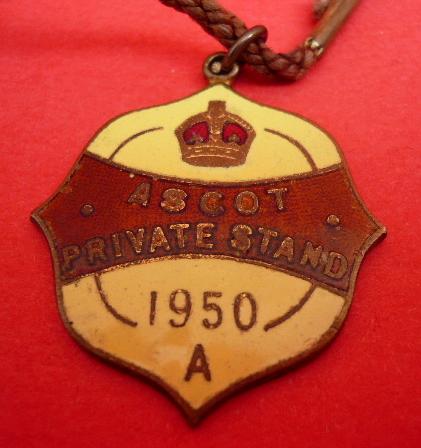 ASCOT
PRIVATE STAND
1950
A